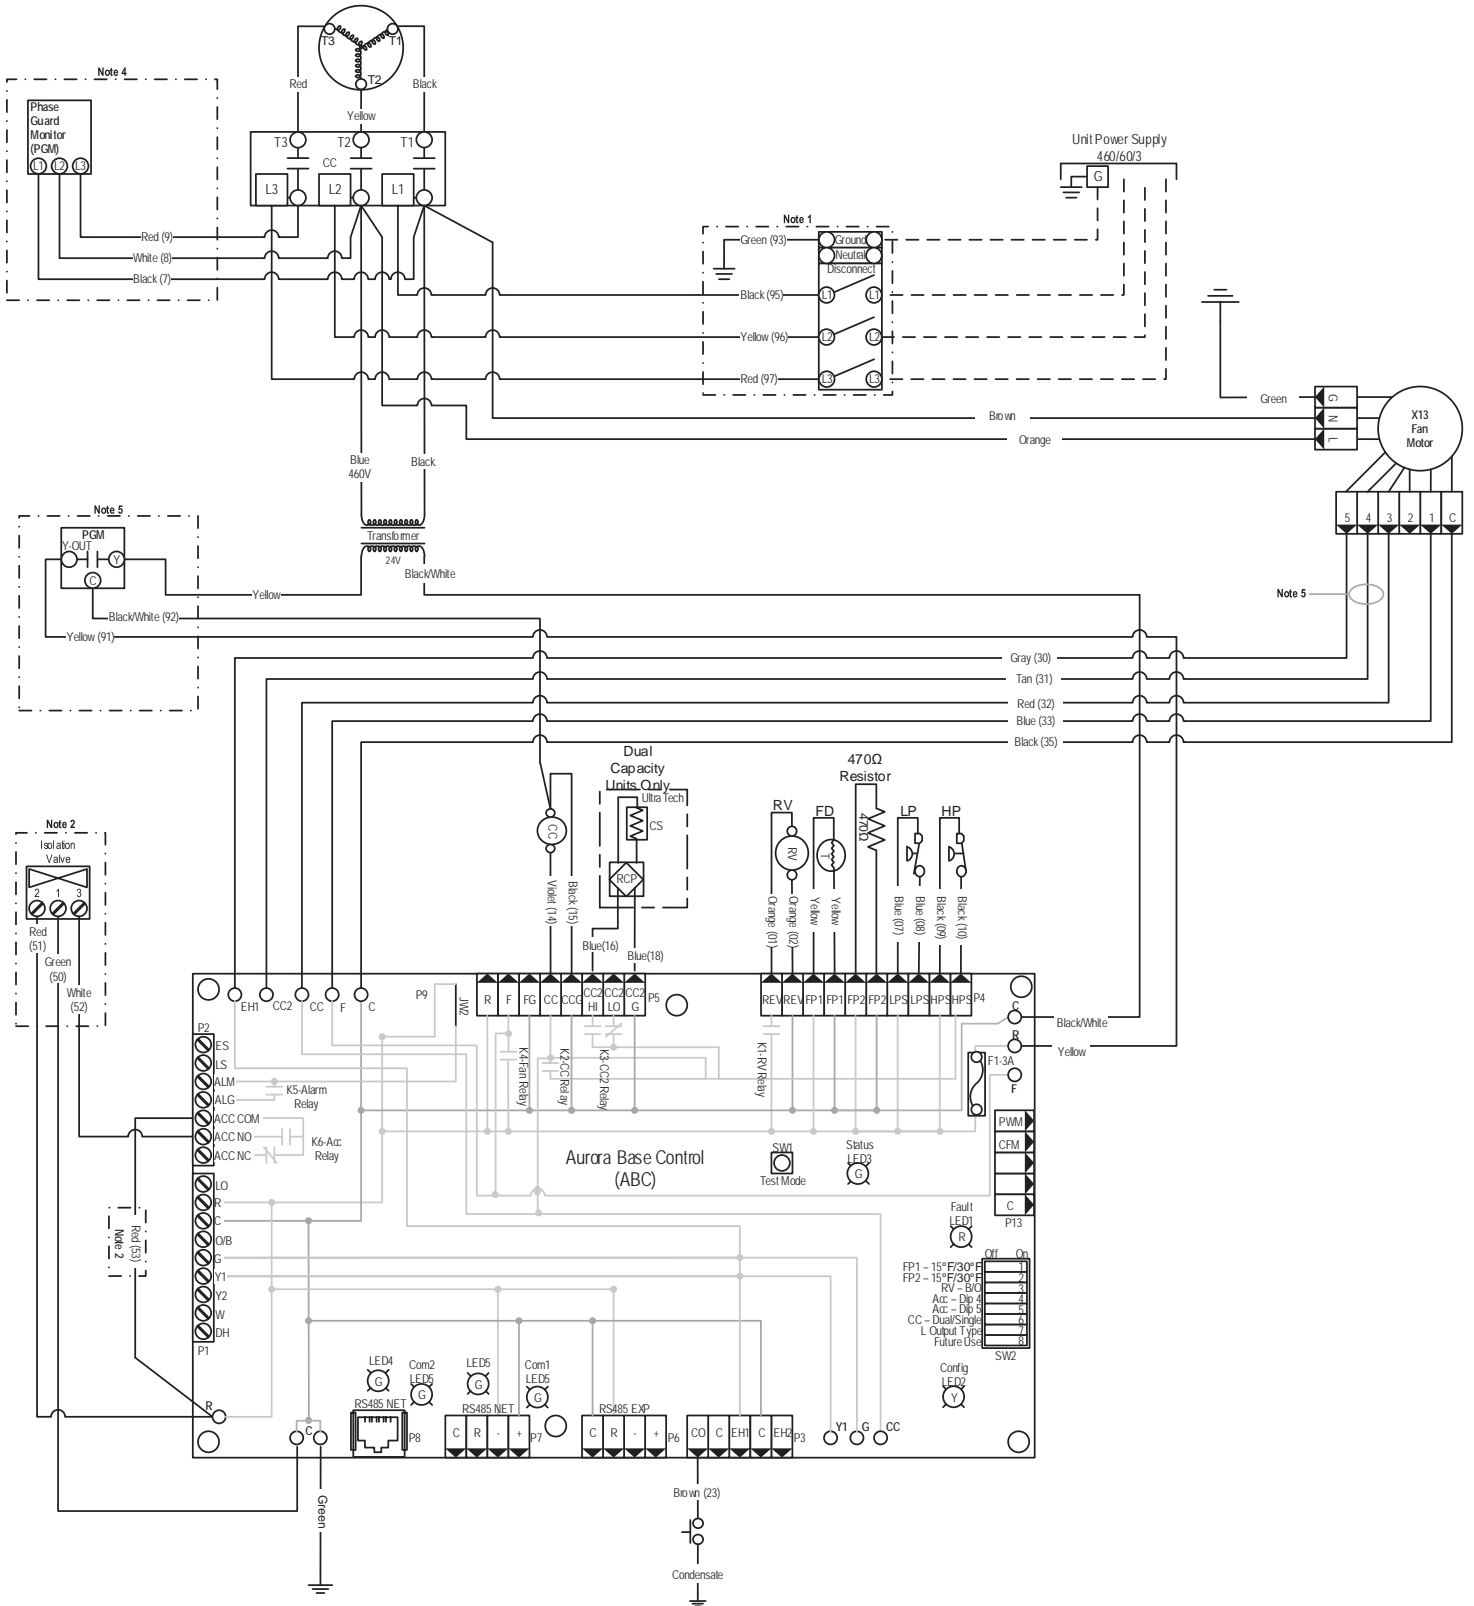 T3
T1
T2
Red
Black
Yellow
Note 4
Phase
Guard
Monitor
(PGM)
L1
L2
L3
T3
T2
T1
CC
L3
L2
L1
Red (9)
White (8)
Black (7)
Unit Power Supply
460/60/3
G
Note 1
Green (93)
Ground
Neutral
Disconnect
Black (95)
L1
L1
Yellow (96)
L2
L2
Red (97)
L3
L3
Green
Brown
Orange
G
N
L
X13
Fan
Motor
5
4
3
2
1
C
Blue
460V
Black
Transformer
24V
Black/White
Note 5
PGM
Y-OUT
Y
C
Yellow
Black/White (92)
Yellow (91)
Note 5
Gray (30)
Tan (31)
Red (32)
Blue (33)
Black (35)
Dual
Capacity
Units Only
Ultra Tech
CS
RCP
CC
Violet (14)
Black (15)
Blue(16)
Blue(18)
470Ω
Resistor
470Ω
RV
RV
FD
T
LP
HP
Orange (01)
Orange (02)
Yellow
Yellow
Blue (07)
Blue (08)
Black (09)
Black (10)
Note 2
Isolation
Valve
2
1
3
Red
(51)
Green
(50)
White
(52)
EH1
CC2
CC
F
C
P9
JW2
R
F
FG
CC
CCG
CC2
HI
CC2
LO
CC2
G
P5
REV
REV
FP1
FP1
FP2
FP2
LPS
LPS
HPS
HPS
P4
C
Black/White
R
Yellow
F1-3A
F
P2
ES
LS
ALM
ALG
ACC COM
ACC NO
ACC NC
K5-Alarm
Relay
K6-Acc
Relay
K4-Fan Relay
K2-CC Relay
K3-CC2 Relay
K1-RV Relay
PWM
CFM
C
P13
Aurora Base Control
(ABC)
SW1
Test Mode
Status
LED3
G
LO
R
C
O/B
G
Y1
Y2
W
DH
P1
Red (53)
Note 2
Fault
LED1
R
Off
On
FP1 – 15°F/30°F
1
FP2 – 15°F/30°F
2
RV – B/O
3
Acc – Dip 4
4
Acc – Dip 5
5
CC – Dual/Single
6
L Output Type
7
Future Use
8
SW2
Config
LED2
Y
R
C
LED4
G
Com2
LED5
G
LED5
G
Com1
LED5
G
RS485 NET
P8
RS485 NET
C
R
-
+
P7
RS485 EXP
C
R
-
+
P6
CO
C
EH1
C
EH2
P3
Y1
G
CC
Green
Brown (23)
Condensate